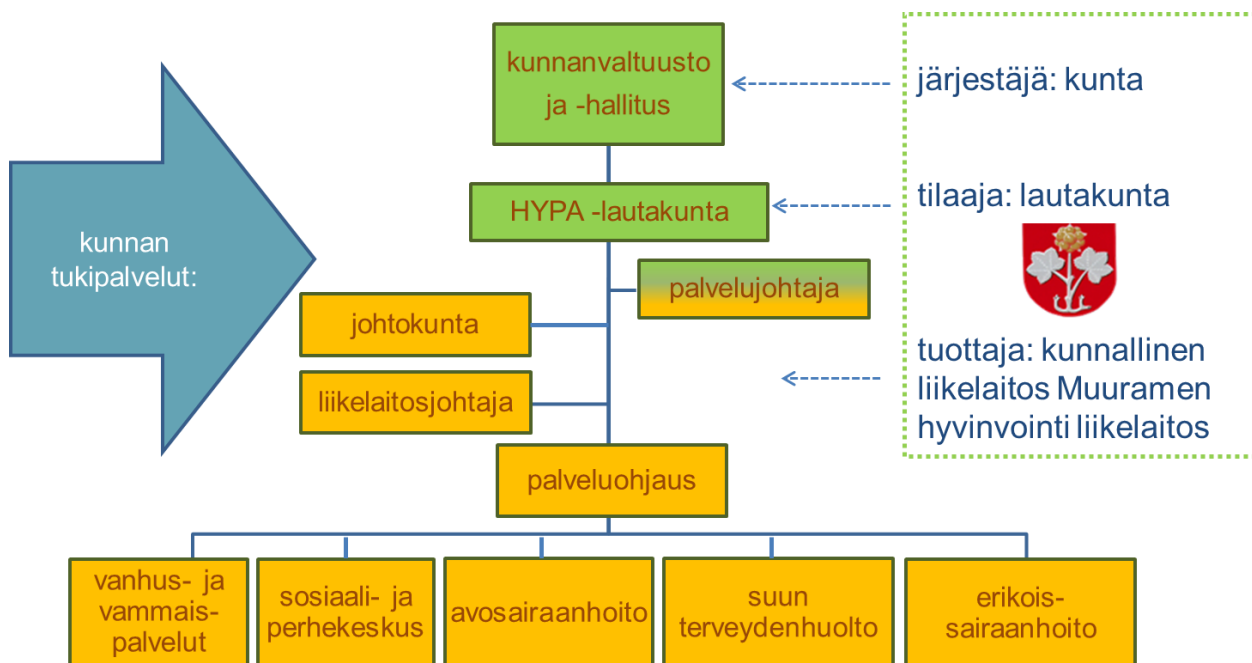 kunnanvaltuusto
ja -hallitus
järjestäjä: kunta
HYPA -lautakunta
tilaaja: lautakunta
kunnan
tukipalvelut:
palvelujohtaja
johtokunta
tuottaja: kunnallinen
liikelaitos Muuramen
hyvinvointi liikelaitos
liikelaitosjohtaja
palveluohjaus
vanhus- ja
vammais-
palvelut
sosiaali- ja
perhekeskus
avosairaanhoito
suun
terveydenhuolto
erikois-
sairaanhoito